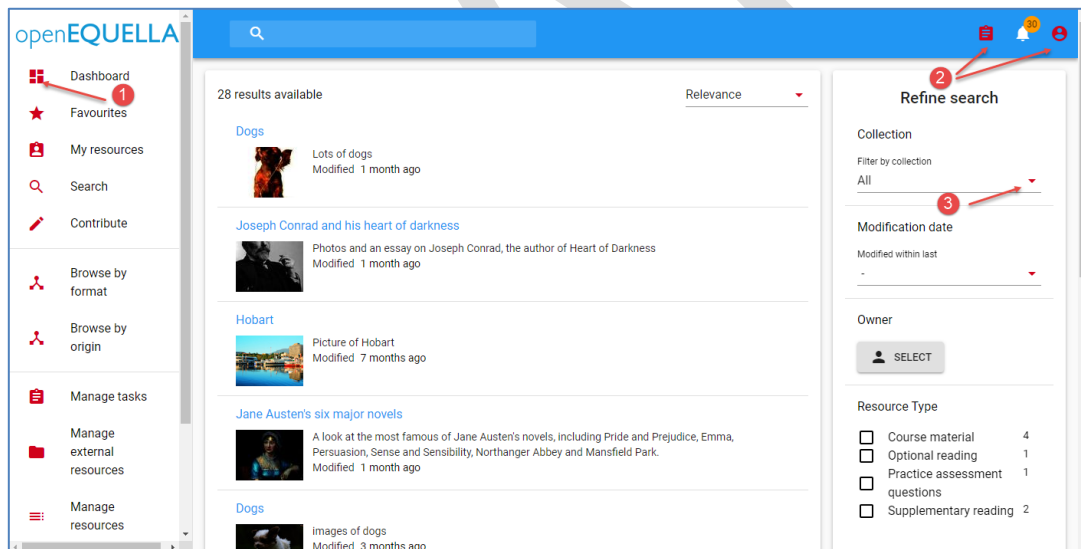 openEQUELLA
30
Dashboard
1
Favourites
My resources
Search
Contribute
Browse by
format
Browse by
origin
Manage tasks
Manage
external
resources
Manage
resources
28 results available
Relevance
Dogs
Lots of dogs
Modified 1 month ago
Joseph Conrad and his heart of darkness
Photos and an essay on Joseph Conrad, the author of Heart of Darkness
Modified 1 month ago
Hobart
Picture of Hobart
Modified 7 months ago
Jane Austen's six major novels
A look at the most famous of Jane Austen's novels, including Pride and Prejudice, Emma,
Persuasion, Sense and Sensibility, Northanger Abbey and Mansfield Park.
Modified 1 month ago
Dogs
images of dogs
Modified 3 months ago
2
Refine search
Collection
Filter by collection
All
3
Modification date
Modified within last
-
Owner
SELECT
Resource Type
Course material 4
Optional reading 1
Practice assessment 1
questions
Supplementary reading 2